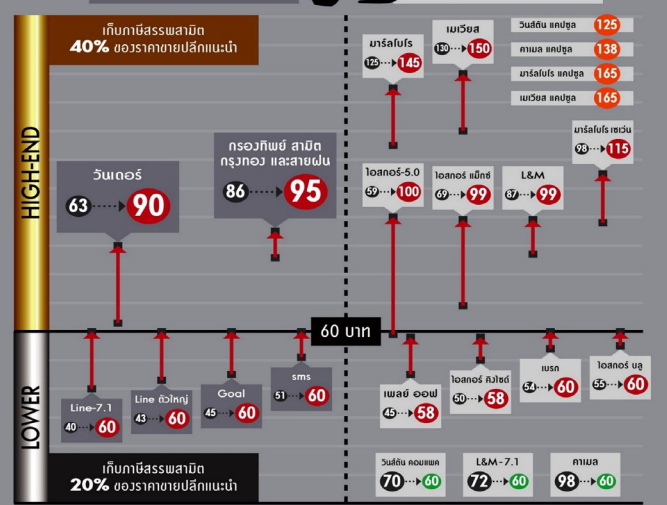 เก็บภาษีสรรพสามิต
40% ของราคาขายปลีกแนะนำ
HIGH-END
วันเดอร์
63 90
กรองทิพย์ สามิต
กรุงทอง และสายฝน
86 95
มาร์ลโบโร
125 145
เมเวียส
130 150
วินส์ตัน แคปซูล 125
คาเมล แคปซูล 138
มาร์ลโบโร แคปซูล 165
เมเวียส แคปซูล 165
มาร์ลโบโร เซเว่น
98 115
ไอสกอร์-5.0
59 100
ไอสกอร์ แม็กซ์
69 99
L&M
87 99
60 บาท
LOWER
Line-7.1
40 60
Line ตัวใหญ่
43 60
Goal
45 60
sms
51 60
เพลย์ ออฟ
45 58
ไอสกอร์ คิงไซด์
50 58
เบรก
54 60
ไอสกอร์ บลู
55 60
เก็บภาษีสรรพสามิต
20% ของราคาขายปลีกแนะนำ
วินส์ตัน คอมแพค
70 60
L&M-7.1
72 60
คาเมล
98 60